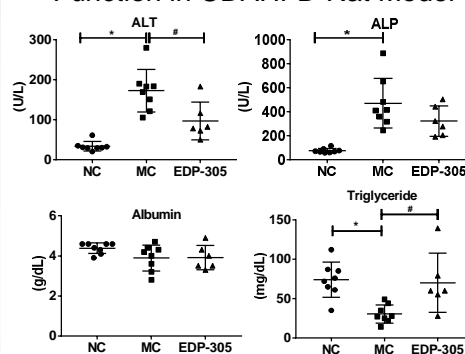 Function in Rat Model
ALT
(U/L)
300
200
100
0
*
#
NC MC EDP-305
ALP
(U/L)
1000
800
600
400
200
0
*
NC MC EDP-305
Albumin
(g/dL)
6
4
2
0
NC MC EDP-305
Triglyceride
(mg/dL)
150
100
50
0
*
#
NC MC EDP-305